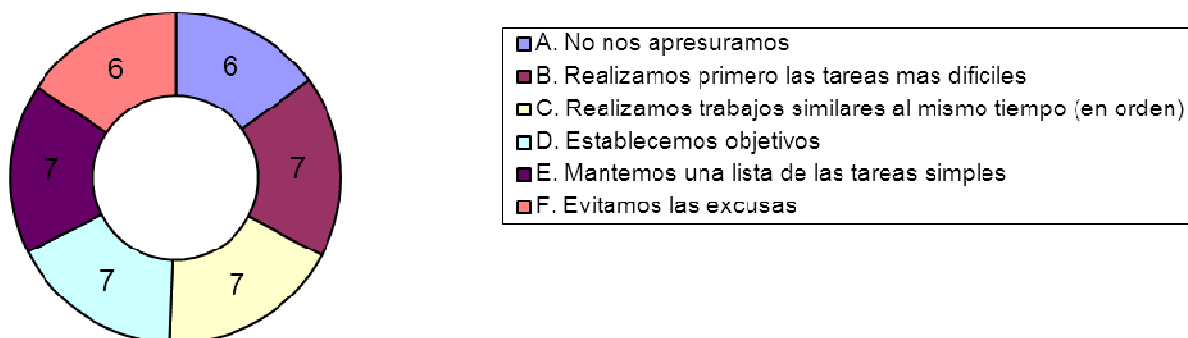 6 6
7 7
7 7
A. No nos apresuramos
B. Realizamos primero las tareas mas dificiles
C. Realizamos trabajos similares al mismo tiempo (en orden)
D. Establecemos objetivos
E. Mantemos una lista de las tareas simples
F. Evitamos las excusas